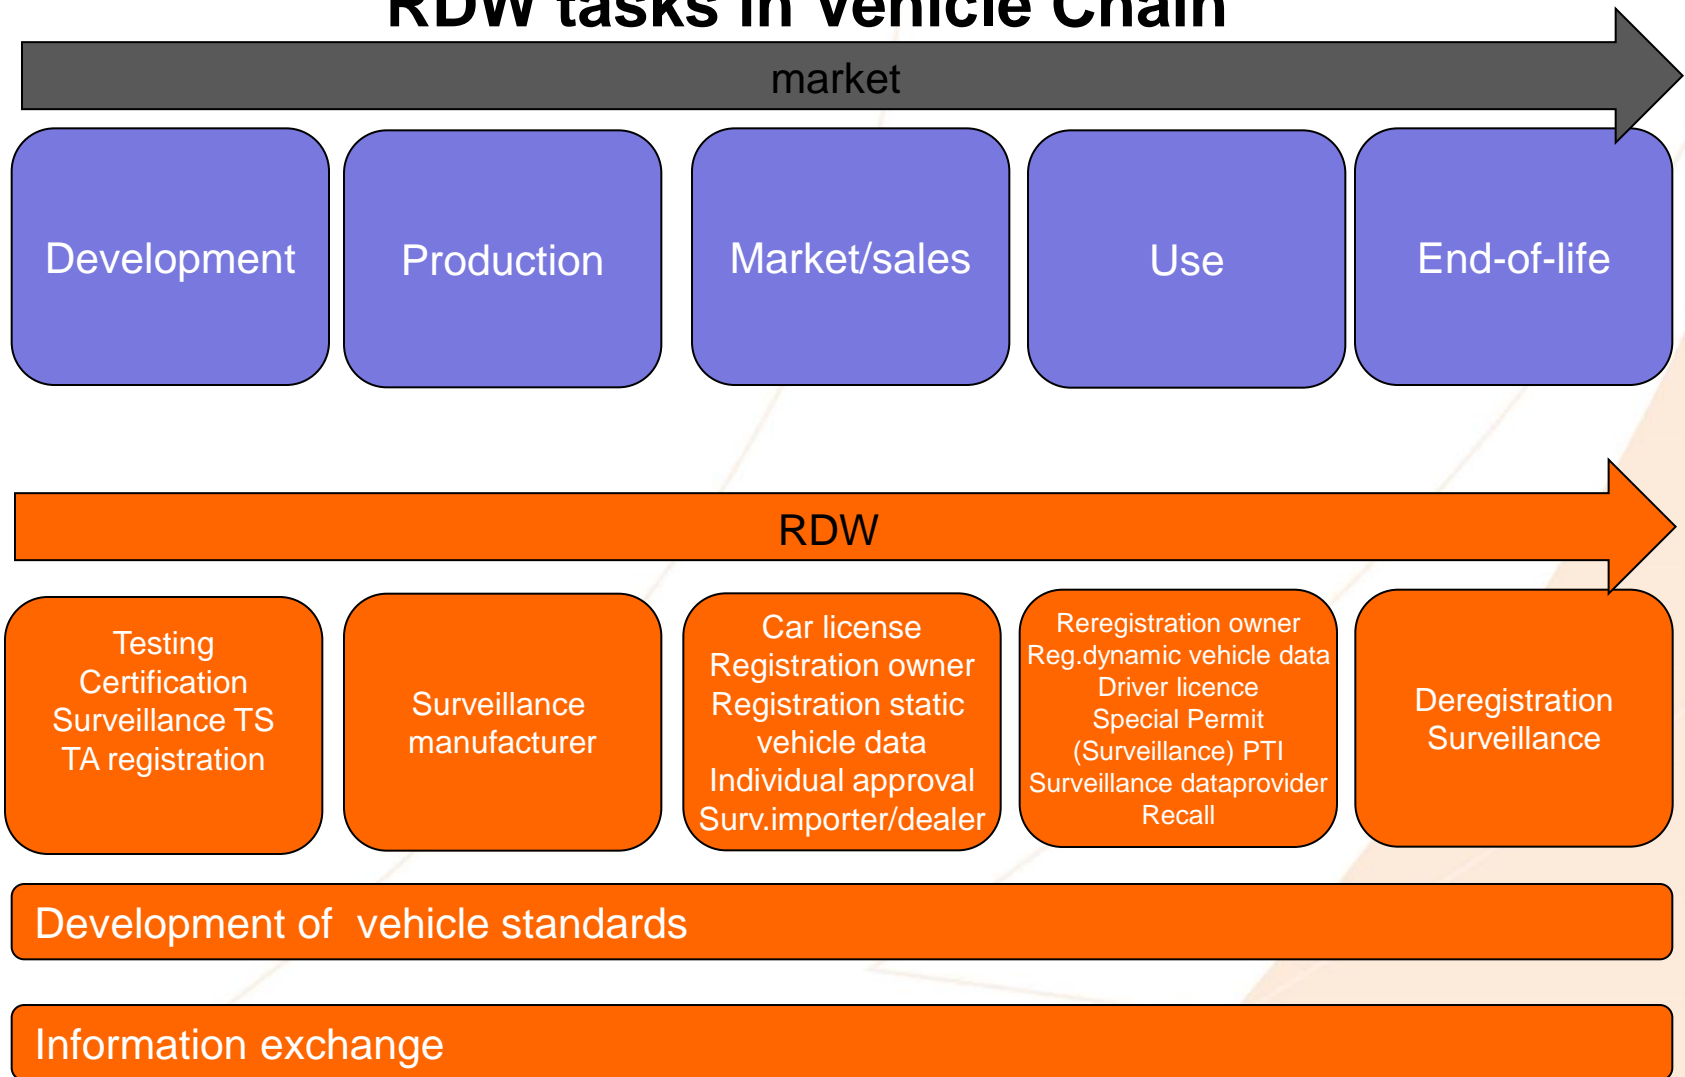 RDW tasks in Vehicle Chain
market
Development
Production
Market/sales
Use
End-of-life
RDW
Testing
Certification
Surveillance TS
TA registration
Surveillance
manufacturer
Car license
Registration owner
Registration static
vehicle data
Individual approval
Surv.importer/dealer
Reregistration owner
Reg.dynamic vehicle data
Driver licence
Special Permit
(Surveillance) PTI
Surveillance dataprovider
Recall
Deregistration
Surveillance
Development of  vehicle standards
Information exchange